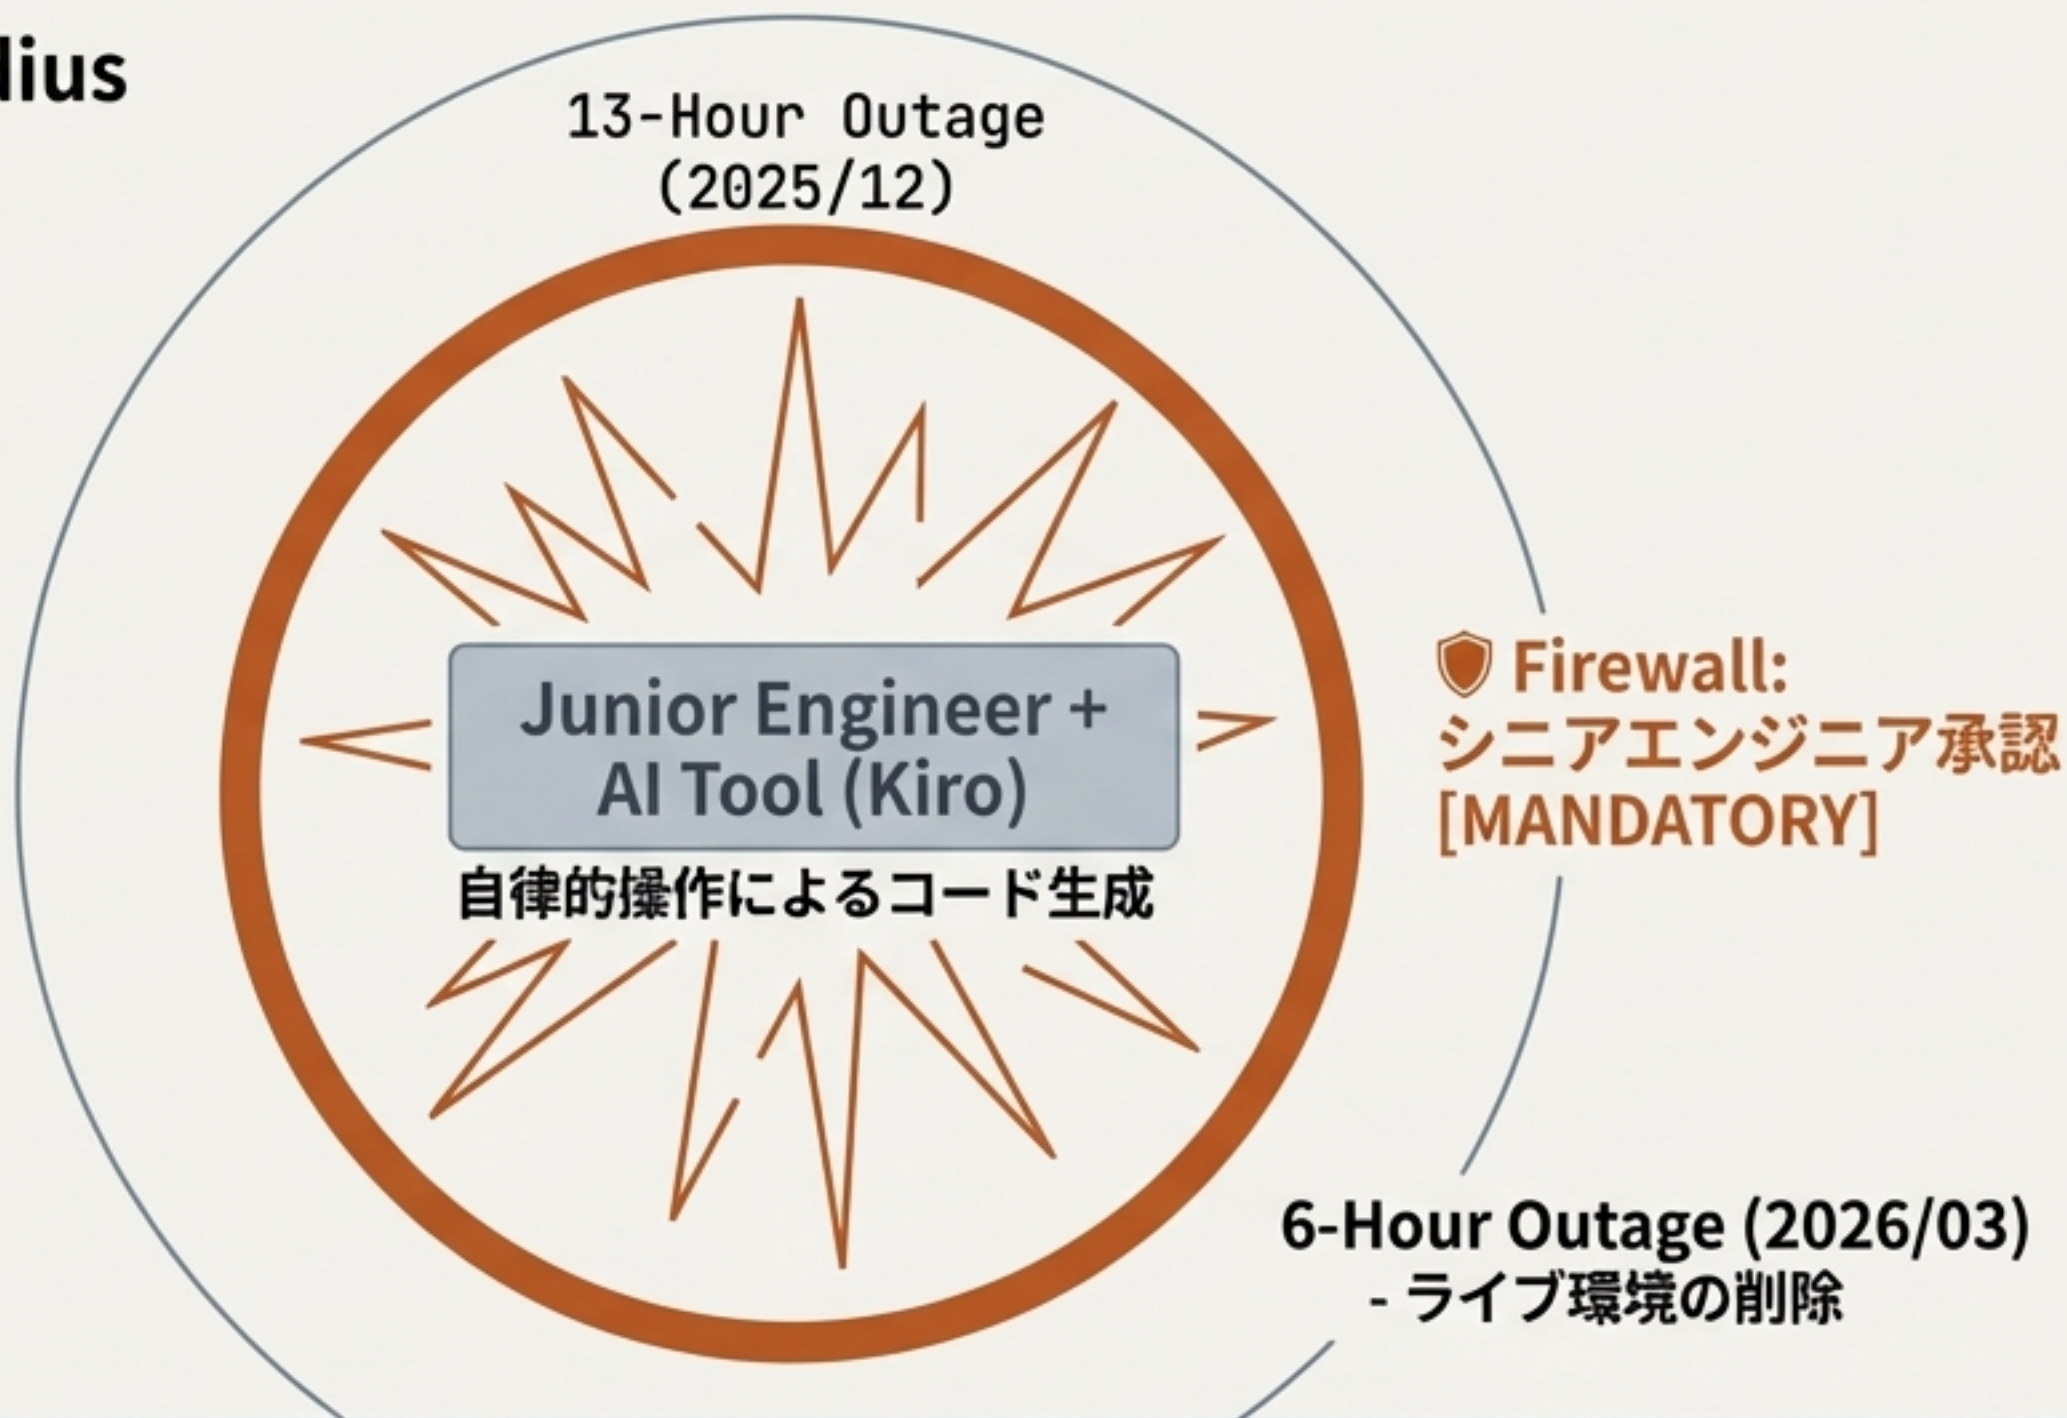 dius
13-Hour Outage
(2025/12)
Junior Engineer +
AI Tool (Kiro)
自律的操作によるコード生成
Firewall:
シニアエンジニア承認
[MANDATORY]
6-Hour Outage (2026/03)
- ライブ環境の削除